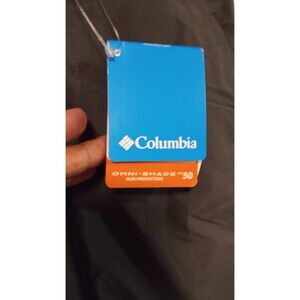 Columbia
OMNI-SHADE UPF 50
SUN PROTECTION